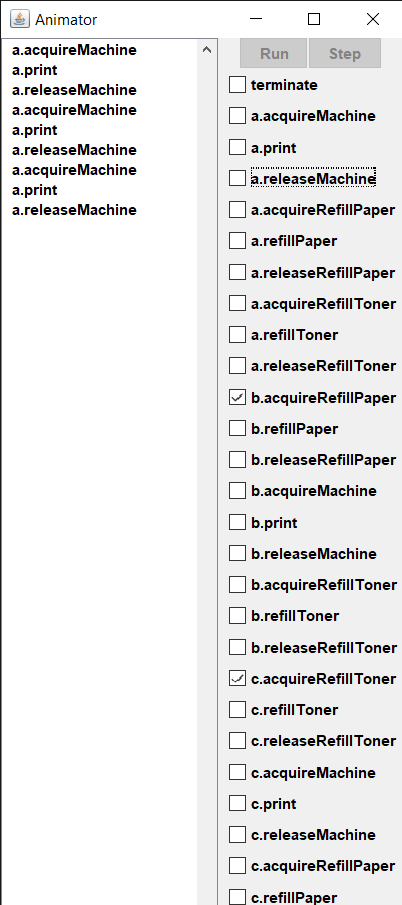 Animator
a.acquireMachine
a.print
a.releaseMachine
a.acquireMachine
a.print
a.releaseMachine
a.acquireMachine
a.print
a.releaseMachine
Run Step
terminate
a.acquireMachine
a.print
a.releaseMachine
a.acquireRefillPaper
a.refillPaper
a.releaseRefillPaper
a.acquireRefillToner
a.refillToner
a.releaseRefillToner
b.acquireRefillPaper
b.refillPaper
b.releaseRefillPaper
b.acquireMachine
b.print
b.releaseMachine
b.acquireRefillToner
b.refillToner
b.releaseRefillToner
c.acquireRefillToner
c.refillToner
c.releaseRefillToner
c.acquireMachine
c.print
c.releaseMachine
c.acquireRefillPaper
c.refillPaper